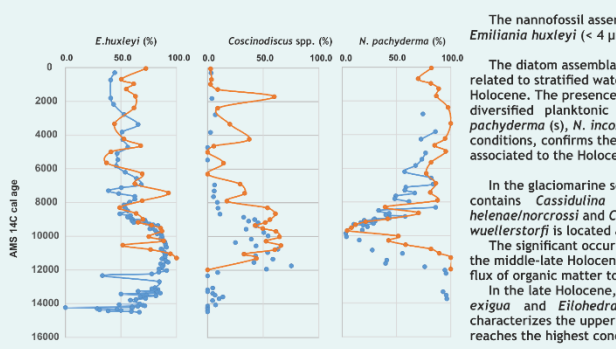 E.huxleyi (%)
Coscinodiscus spp. (%)
N. pachyderma (%)
0.0 50.0 100.0
0.0 50.0 100.0
0.0 50.0 100.0
AMS 14C cal age
0
2000
4000
6000
8000
10000
12000
14000
16000
The nannofossil assem
Emiliania huxleyi (< 4 µ
The diatom assembla
related to stratified wate
Holocene. The presence
diversified planktonic
pachyderma (s), N. inco
conditions, confirms the
associated to the Holoce
In the glaciomarine s
contains Cassidulina
helenae/norcrossi and C
wuellerstorfi is located a
The significant occur
the middle-late Holocen
flux of organic matter to
In the late Holocene,
exigua and Eilohedra
characterizes the upper
reaches the highest conc